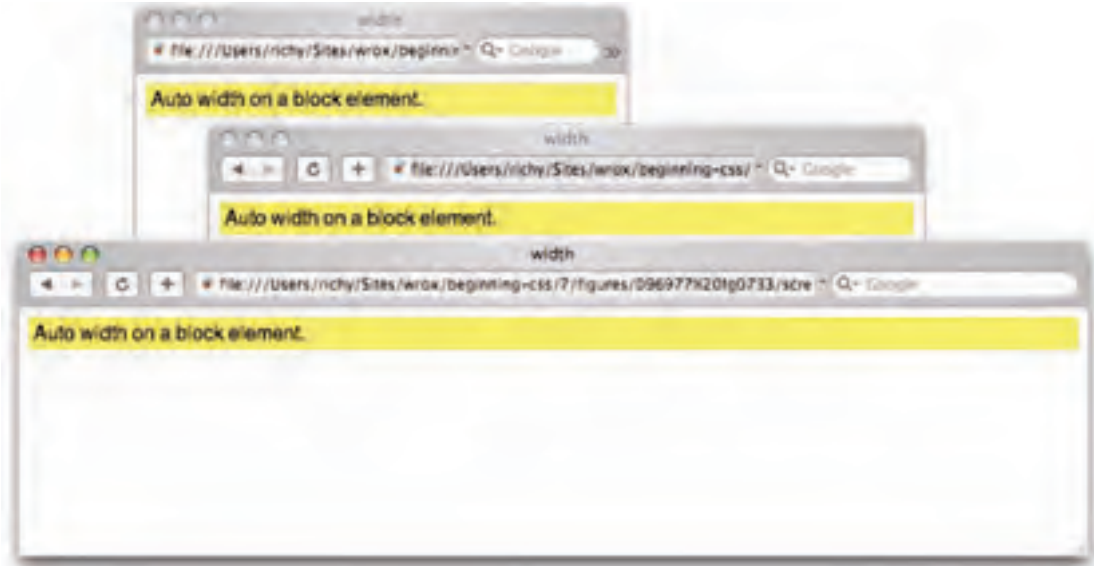 width
file:///Users/richy/Sites/wrox/beginnin
Google
Auto width on a block element.
width
file:///Users/richy/Sites/wrox/beginning-css/
Google
Auto width on a block element.
width
file:///Users/richy/Sites/wrox/beginning-css/7/figures/096977%20fg0733/scre
Google
Auto width on a block element.